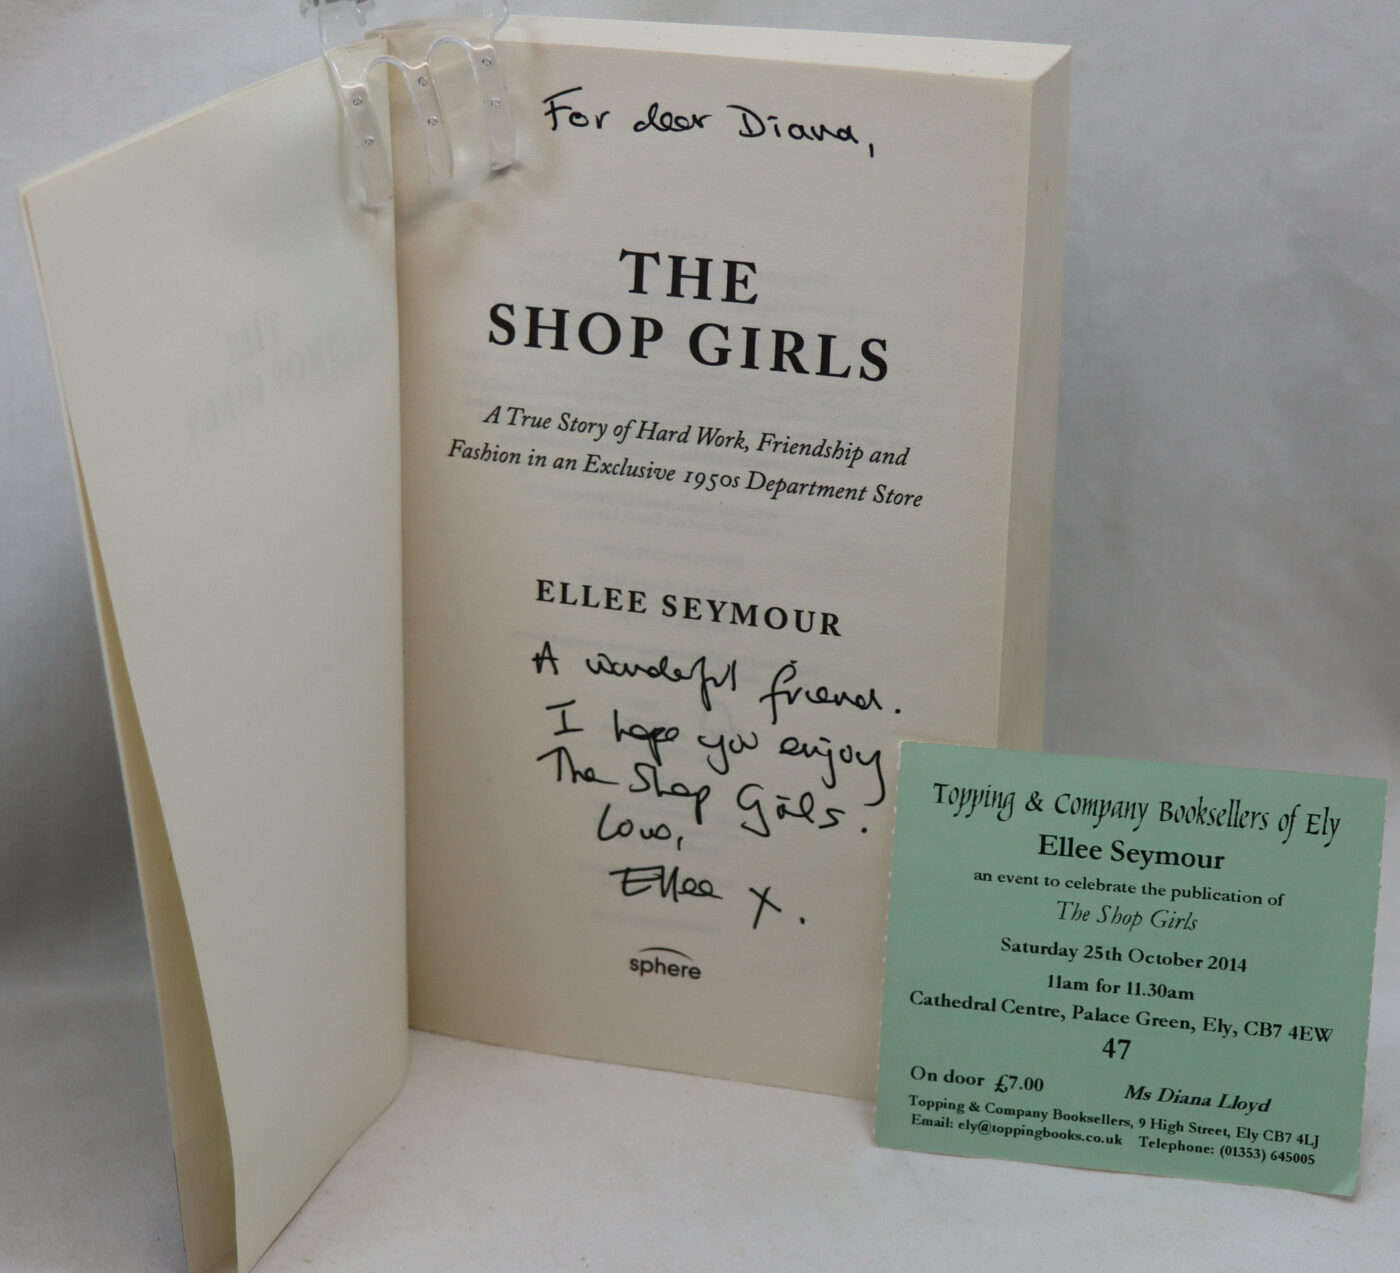 For dear Diana,
THE
SHOP GIRLS
A True Story of Hard Work, Friendship and
Fashion in an Exclusive 1950s Department Store
ELLEE SEYMOUR
A wonderful friend.
I hope you enjoy
The Shop Girls.
Love,
Ellee x.
sphere
Topping & Company Booksellers of Ely
Ellee Seymour
an event to celebrate the publication of
The Shop Girls
Saturday 25th October 2014
11am for 11.30am
Cathedral Centre, Palace Green, Ely, CB7 4EW
47
On door £7.00 Ms Diana Lloyd
Topping & Company Booksellers, 9 High Street, Ely CB7 4LJ
Email: ely@toppingbooks.co.uk Telephone: (01353) 645005